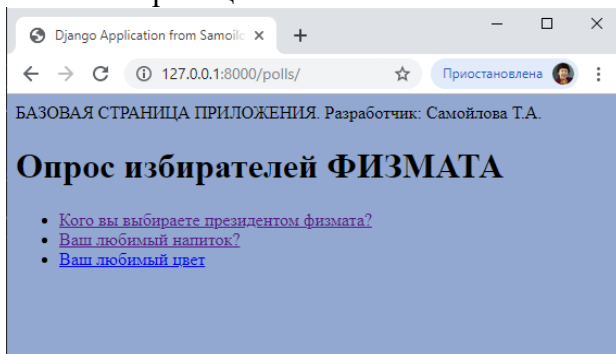 Django Application from Samoilo
127.0.0.1:8000/polls/
Приостановлена
БАЗОВАЯ СТРАНИЦА ПРИЛОЖЕНИЯ. Разработчик: Самойлова Т.А.
Опрос избирателей ФИЗМАТА
Кого вы выбираете президентом физмата?
Ваш любимый напиток?
Ваш любимый цвет